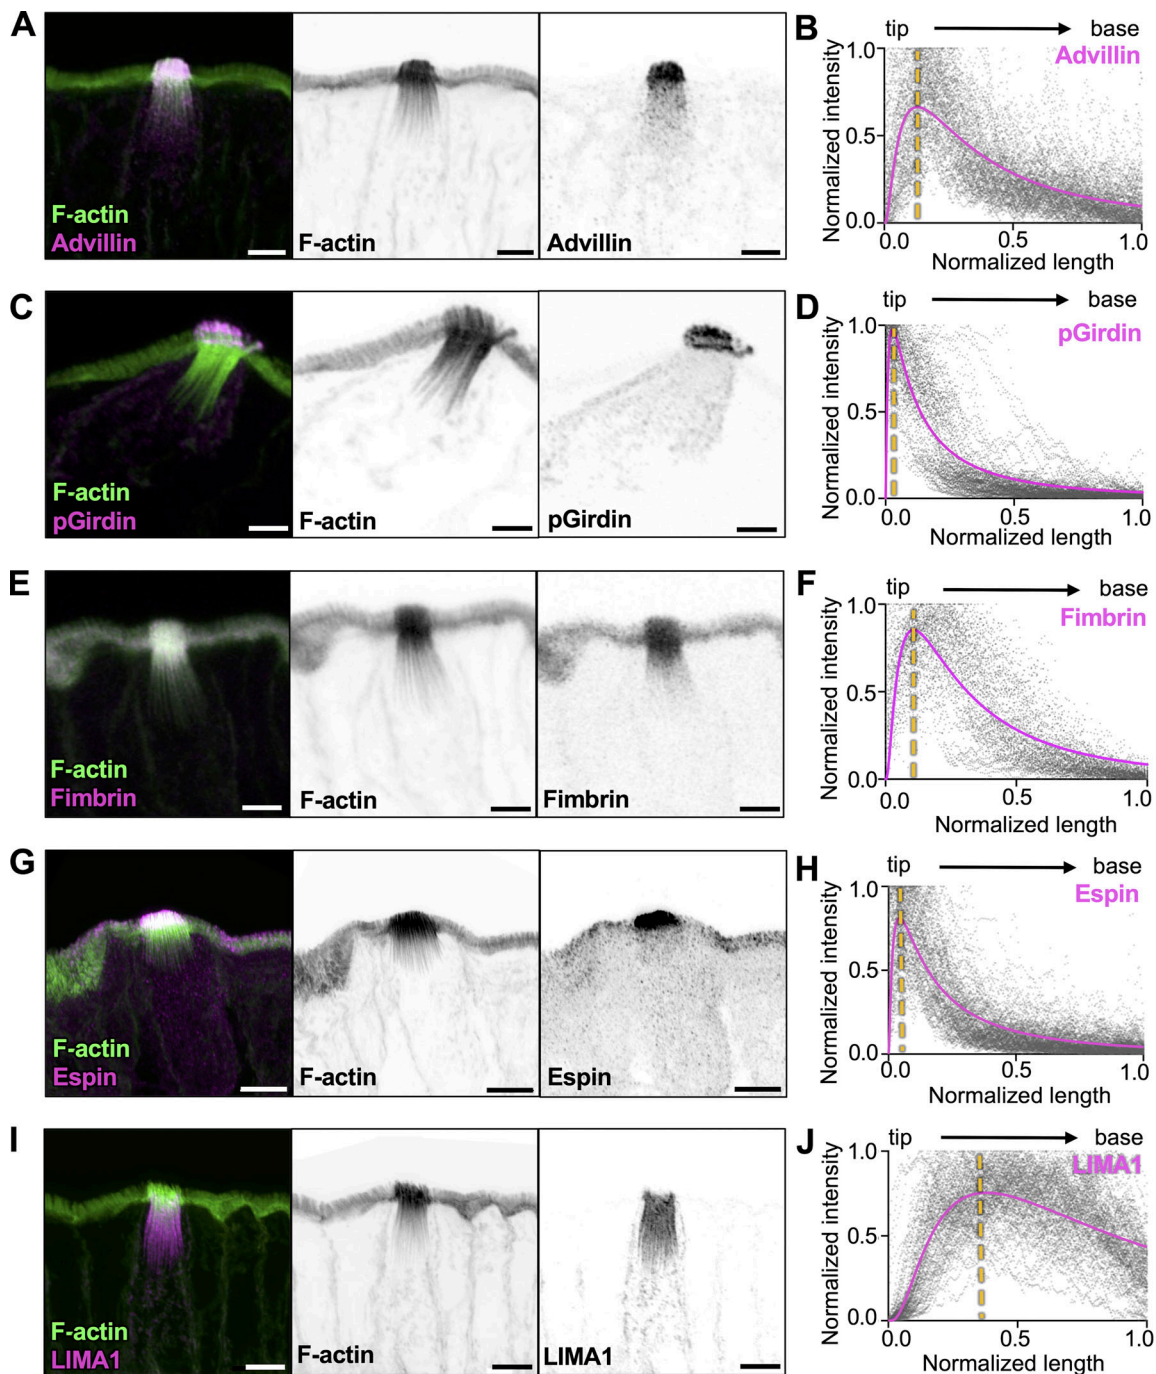 A
F-actin
Advillin
F-actin
Advillin
B
tip
base
Advillin
Normalized intensity
1.0
0.5
0.0
0.0
0.5
1.0
Normalized length
C
F-actin
pGirdin
F-actin
pGirdin
D
tip
base
pGirdin
Normalized intensity
1.0
0.5
0.0
0.0
0.5
1.0
Normalized length
E
F-actin
Fimbrin
F-actin
Fimbrin
F
tip
base
Fimbrin
Normalized intensity
1.0
0.5
0.0
0.0
0.5
1.0
Normalized length
G
F-actin
Espin
F-actin
Espin
H
tip
base
Espin
Normalized intensity
1.0
0.5
0.0
0.0
0.5
1.0
Normalized length
I
F-actin
LIMA1
F-actin
LIMA1
J
tip
base
LIMA1
Normalized intensity
1.0
0.5
0.0
0.0
0.5
1.0
Normalized length